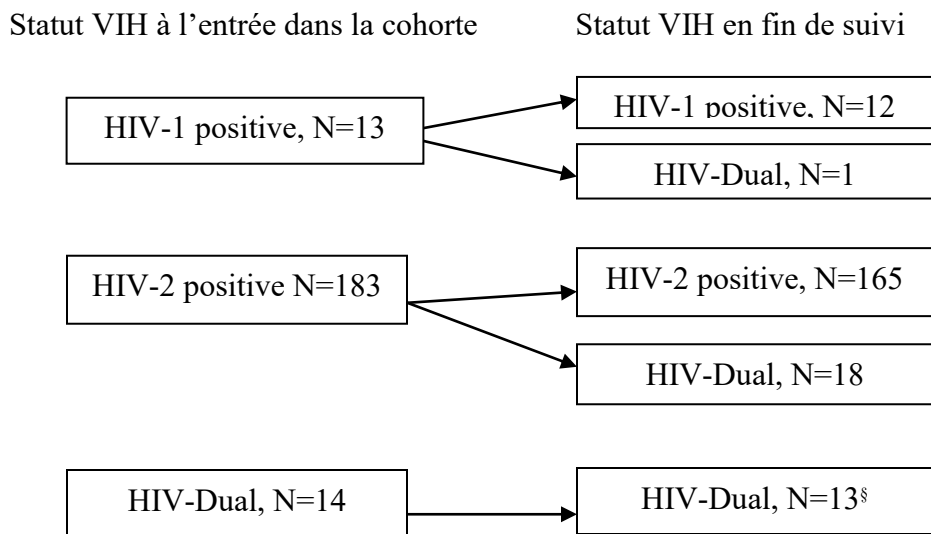 Statut VIH à l’entrée dans la cohorte
Statut VIH en fin de suivi
HIV-1 positive, N=13
HIV-1 positive, N=12
HIV-Dual, N=1
HIV-2 positive N=183
HIV-2 positive, N=165
HIV-Dual, N=18
HIV-Dual, N=14
HIV-Dual, N=13§